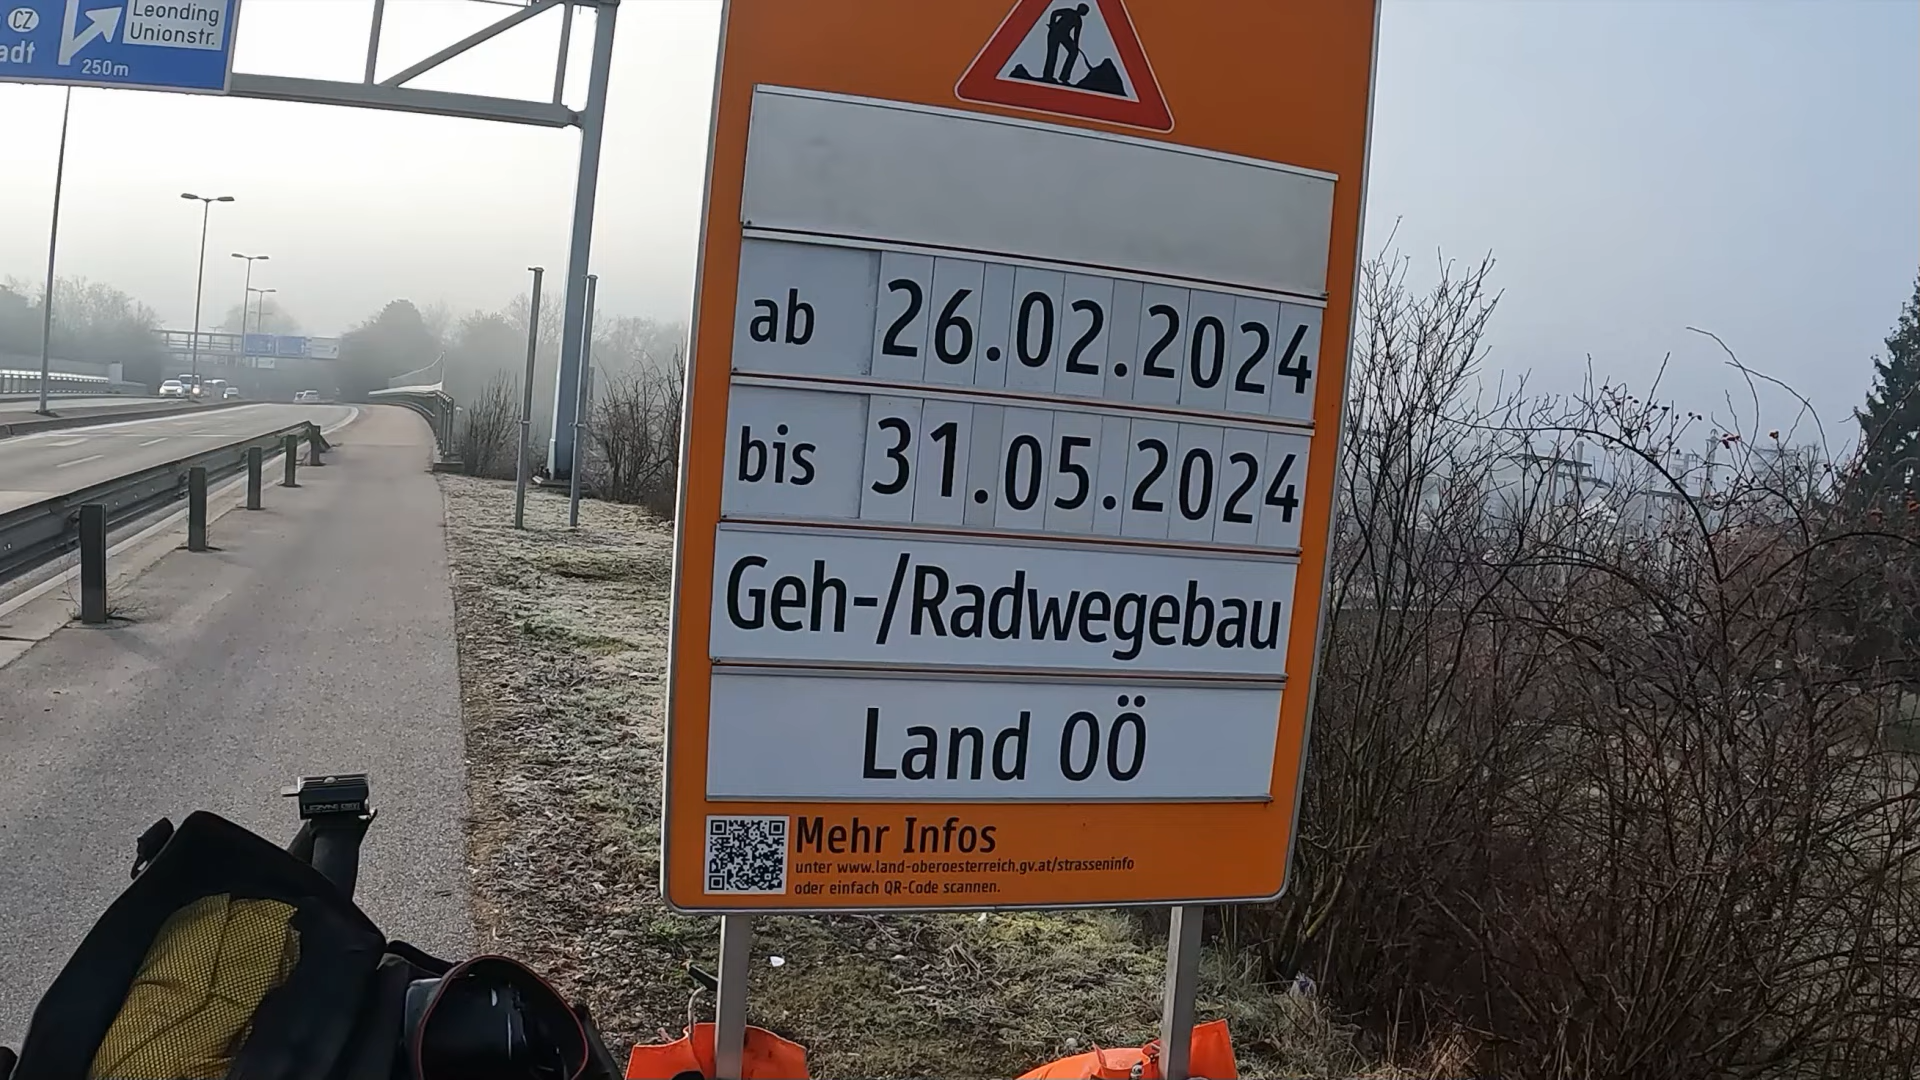 CZ
adt
Leonding
Unionstr.
250m
ab 26.02.2024
bis 31.05.2024
Geh-/Radwegebau
Land OÖ
Mehr Infos
unter www.land-oberoesterreich.gv.at/strasseninfo
oder einfach QR-Code scannen.
LEZYNE